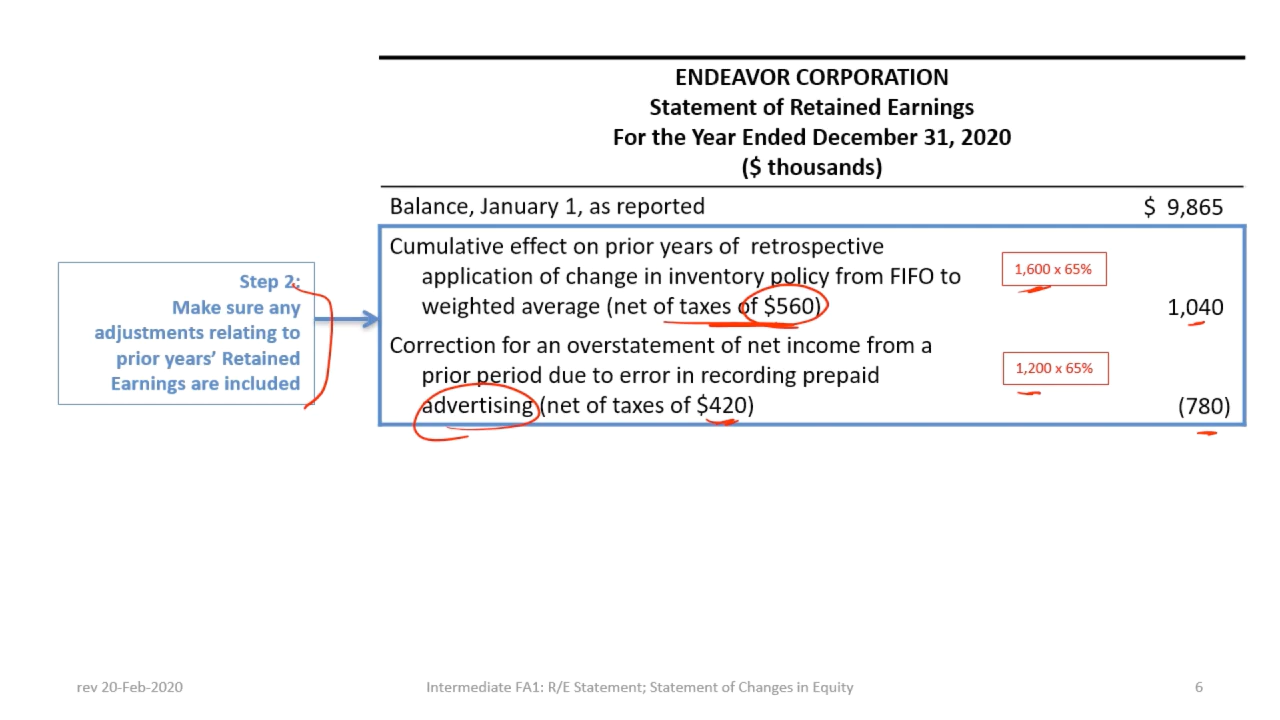 ENDEAVOR CORPORATION
Statement of Retained Earnings
For the Year Ended December 31, 2020
($ thousands)
Balance, January 1, as reported $ 9,865
Cumulative effect on prior years of retrospective
application of change in inventory policy from FIFO to
weighted average (net of taxes of $560) 1,040
1,600 x 65%
Correction for an overstatement of net income from a
prior period due to error in recording prepaid
advertising (net of taxes of $420) (780)
1,200 x 65%
Step 2:
Make sure any
adjustments relating to
prior years’ Retained
Earnings are included
rev 20-Feb-2020
Intermediate FA1: R/E Statement; Statement of Changes in Equity
6